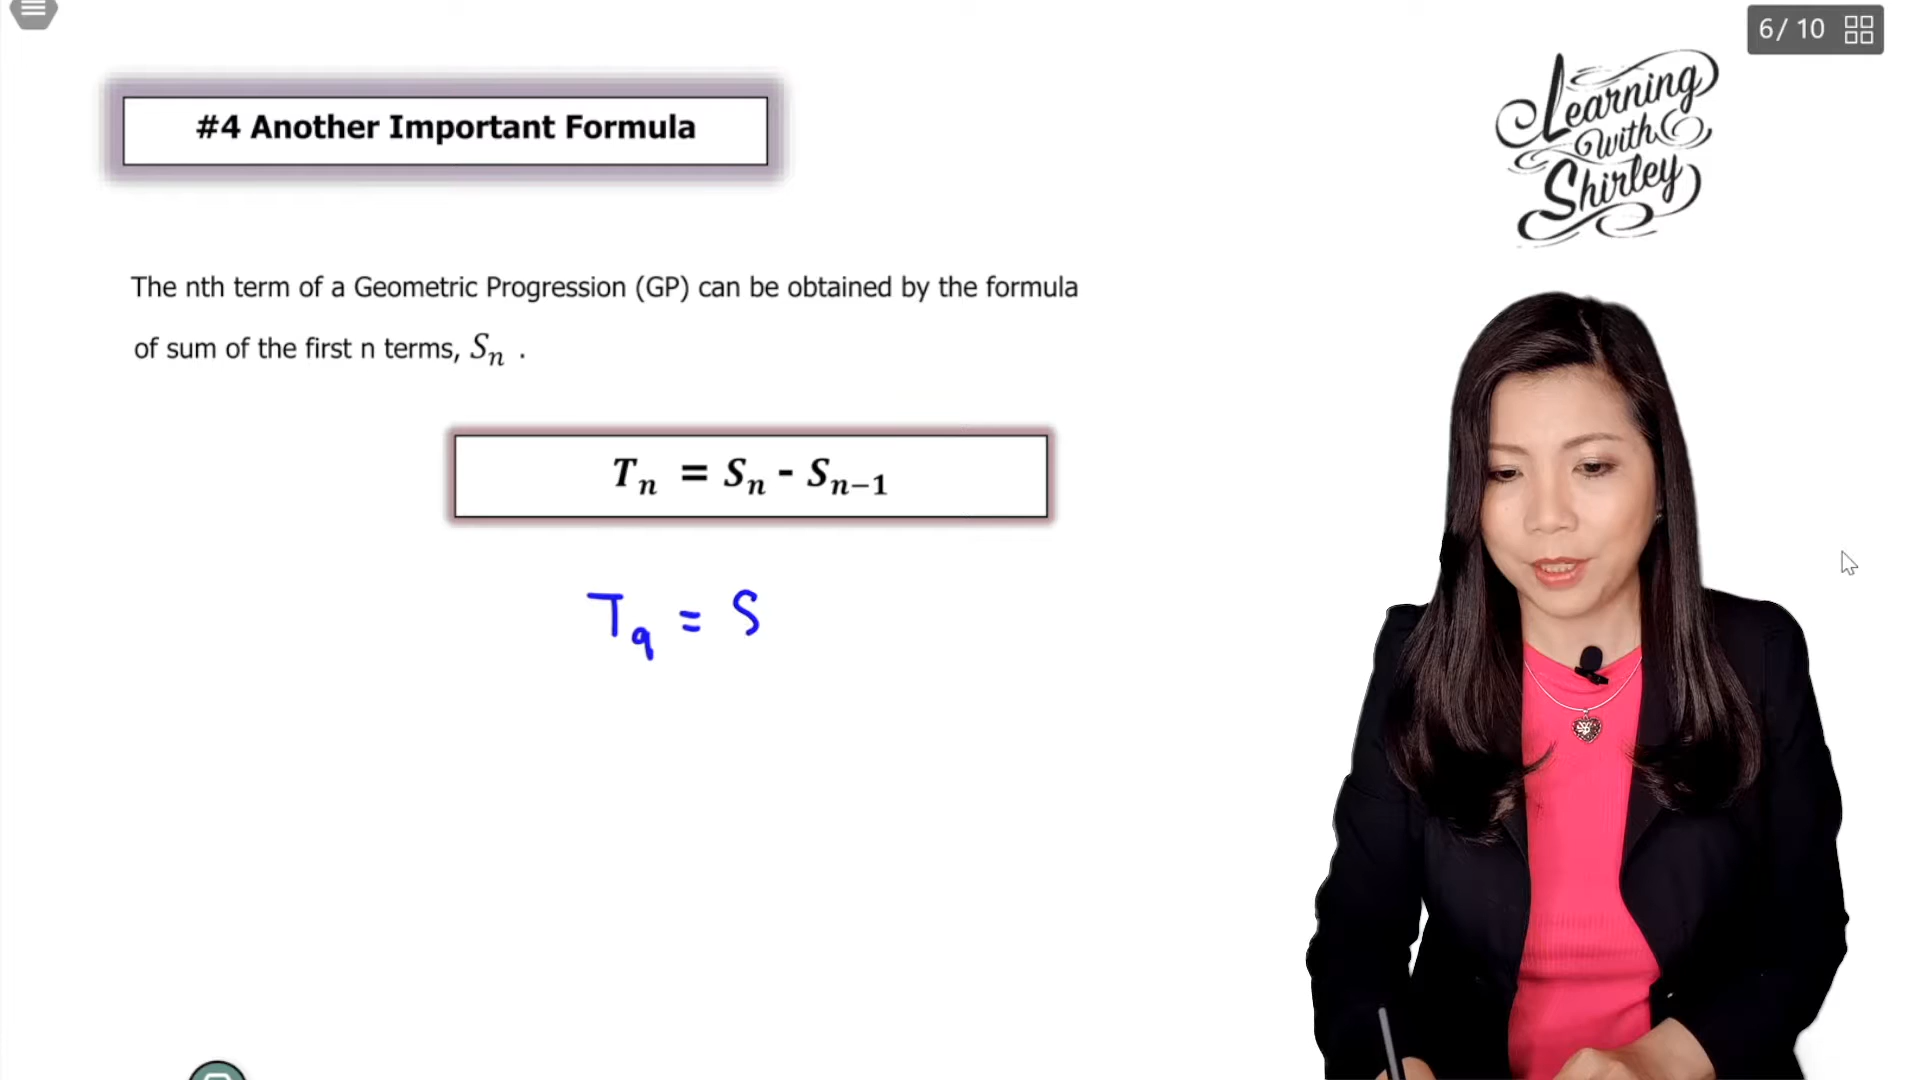 6/ 10
Learning
with
Shirley
#4 Another Important Formula
The nth term of a Geometric Progression (GP) can be obtained by the formula
of sum of the first n terms, Sₙ .
Tₙ = Sₙ - Sₙ₋₁
T₉ = S